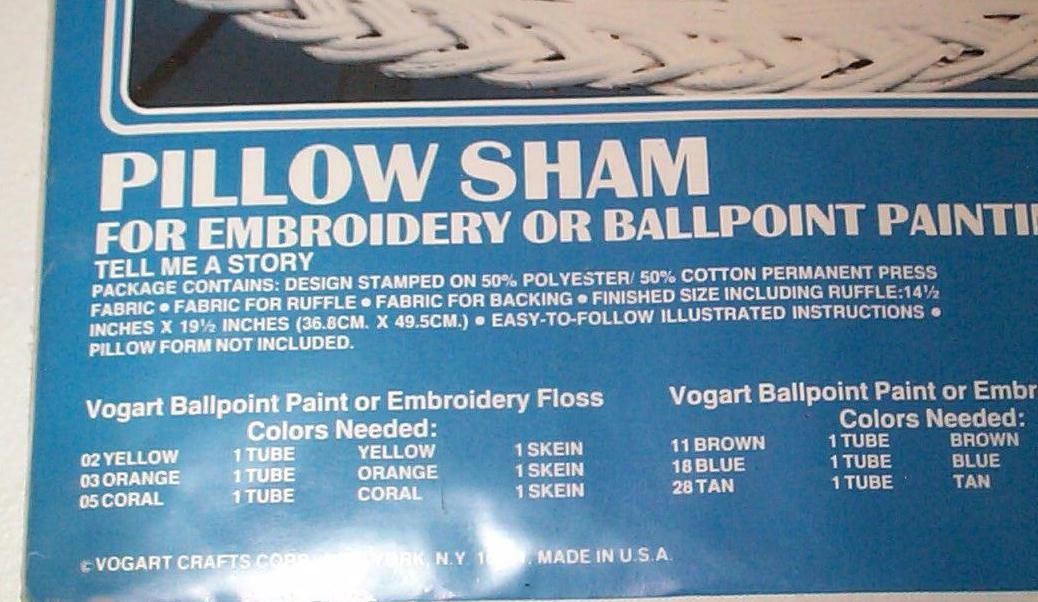 PILLOW SHAM
FOR EMBROIDERY OR BALLPOINT
TELL ME A STORY
PACKAGE CONTAINS: DESIGN STAMPED ON 50% POLYESTER/ 50% COTTON PERMANENT PRESS
FABRIC • FABRIC FOR RUFFLE • FABRIC FOR BACKING • FINISHED SIZE INCLUDING RUFFLE:14½
INCHES X 19½ INCHES (36.8CM. X 49.5CM.) • EASY-TO-FOLLOW ILLUSTRATED INSTRUCTIONS •
PILLOW FORM NOT INCLUDED.
Vogart Ballpoint Paint or Embroidery Floss
Colors Needed:
02 YELLOW 1 TUBE YELLOW 1 SKEIN
03 ORANGE 1 TUBE ORANGE 1 SKEIN
05 CORAL 1 TUBE CORAL 1 SKEIN
Vogart Ballpoint Paint or
Colors Needed:
11 BROWN 1 TUBE BROWN
18 BLUE 1 TUBE BLUE
28 TAN 1 TUBE TAN
© VOGART CRAFTS N.Y. MADE IN U.S.A.